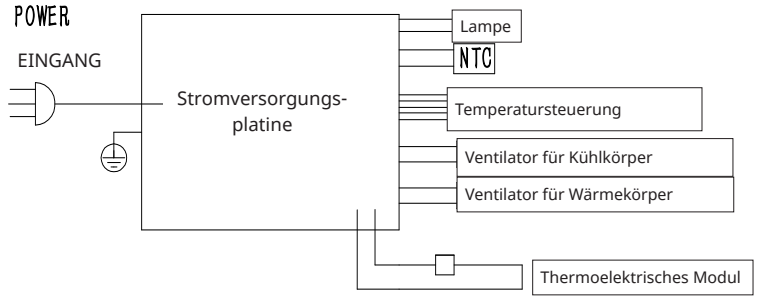 POWER
EINGANG
Stromversorgungs-
platine
Lampe
NTC
Temperatursteuerung
Ventilator für Kühlkörper
Ventilator für Wärmekörper
Thermoelektrisches Modul